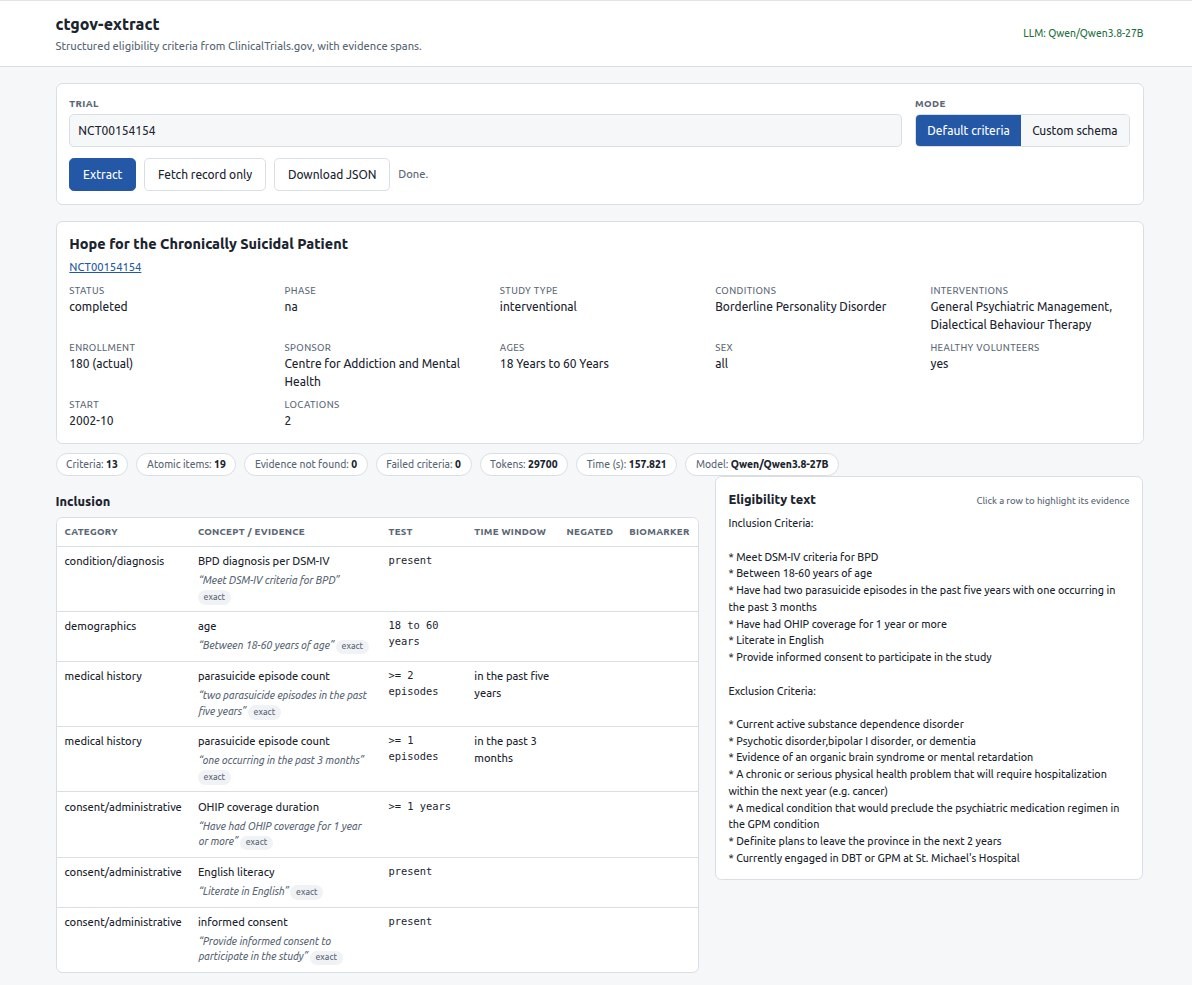 ctgov-extract
Structured eligibility criteria from ClinicalTrials.gov, with evidence spans.
LLM: Qwen/Qwen3.8-27B
TRIAL
MODE
NCT00154154
Default criteria
Custom schema
Extract
Fetch record only
Download JSON
Done.
Hope for the Chronically Suicidal Patient
NCT00154154
STATUS
completed
PHASE
na
STUDY TYPE
interventional
CONDITIONS
Borderline Personality Disorder
INTERVENTIONS
General Psychiatric Management,
Dialectical Behaviour Therapy
ENROLLMENT
180 (actual)
SPONSOR
Centre for Addiction and Mental
Health
AGES
18 Years to 60 Years
SEX
all
HEALTHY VOLUNTEERS
yes
START
2002-10
LOCATIONS
2
Criteria: 13
Atomic items: 19
Evidence not found: 0
Failed criteria: 0
Tokens: 29700
Time (s): 157.821
Model: Qwen/Qwen3.8-27B
Inclusion
CATEGORY CONCEPT / EVIDENCE TEST TIME WINDOW NEGATED BIOMARKER
condition/diagnosis
BPD diagnosis per DSM-IV
“Meet DSM-IV criteria for BPD”
exact
present
demographics
age
“Between 18-60 years of age” exact
18 to 60
years
medical history
parasuicide episode count
“two parasuicide episodes in the past
five years” exact
>= 2
episodes
in the past five
years
medical history
parasuicide episode count
“one occurring in the past 3 months”
exact
>= 1
episodes
in the past 3
months
consent/administrative
OHIP coverage duration
“Have had OHIP coverage for 1 year
or more” exact
>= 1 years
consent/administrative
English literacy
“Literate in English” exact
present
consent/administrative
informed consent
“Provide informed consent to
participate in the study” exact
present
Eligibility text
Click a row to highlight its evidence
Inclusion Criteria:
* Meet DSM-IV criteria for BPD
* Between 18-60 years of age
* Have had two parasuicide episodes in the past five years with one occurring in
the past 3 months
* Have had OHIP coverage for 1 year or more
* Literate in English
* Provide informed consent to participate in the study
Exclusion Criteria:
* Current active substance dependence disorder
* Psychotic disorder,bipolar I disorder, or dementia
* Evidence of an organic brain syndrome or mental retardation
* A chronic or serious physical health problem that will require hospitalization
within the next year (e.g. cancer)
* A medical condition that would preclude the psychiatric medication regimen in
the GPM condition
* Definite plans to leave the province in the next 2 years
* Currently engaged in DBT or GPM at St. Michael's Hospital